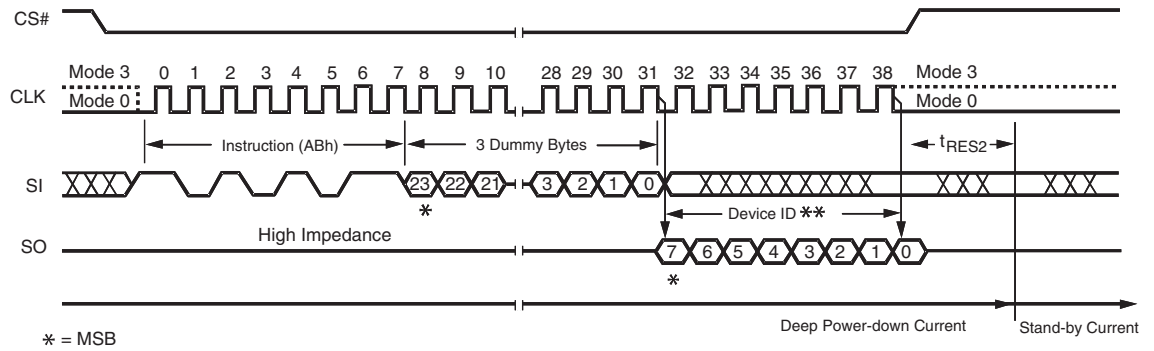 CS#
Mode 3 0 1 2 3 4 5 6 7 8 9 10 28 29 30 31 32 33 34 35 36 37 38 Mode 3
CLK
Mode 0 Mode 0
Instruction (ABh) 3 Dummy Bytes tRES2
SI 23 22 21 3 2 1 0
* Device ID **
High Impedance
SO 7 6 5 4 3 2 1 0
*
Deep Power-down Current Stand-by Current
* = MSB